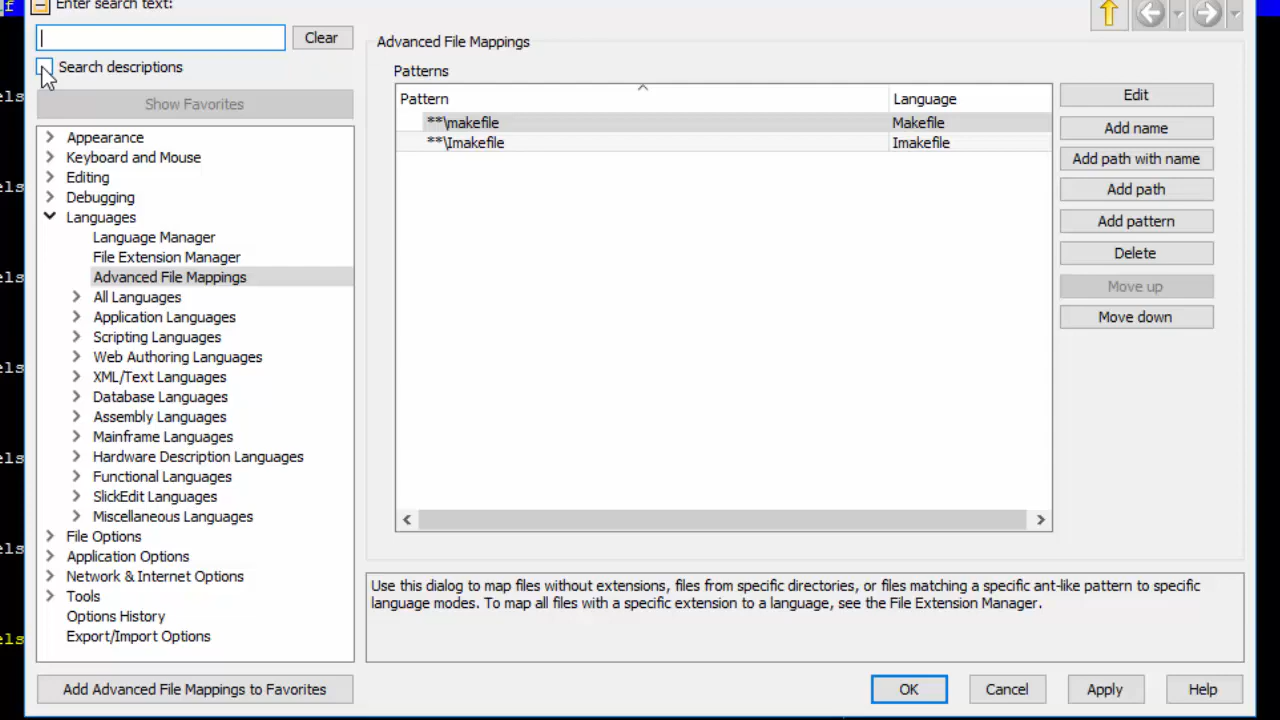 f
Enter search text:
Clear
Search descriptions
Show Favorites
Appearance
Keyboard and Mouse
Editing
Debugging
Languages
Language Manager
File Extension Manager
Advanced File Mappings
All Languages
Application Languages
Scripting Languages
Web Authoring Languages
XML/Text Languages
Database Languages
Assembly Languages
Mainframe Languages
Hardware Description Languages
Functional Languages
SlickEdit Languages
Miscellaneous Languages
File Options
Application Options
Network & Internet Options
Tools
Options History
Export/Import Options
Add Advanced File Mappings to Favorites
Advanced File Mappings
Patterns
Pattern Language
**\makefile Makefile
**\Imakefile Imakefile
Edit
Add name
Add path with name
Add path
Add pattern
Delete
Move up
Move down
Use this dialog to map files without extensions, files from specific directories, or files matching a specific ant-like pattern to specific
language modes. To map all files with a specific extension to a language, see the File Extension Manager.
OK Cancel Apply Help
els
els
els
els
els
els
els